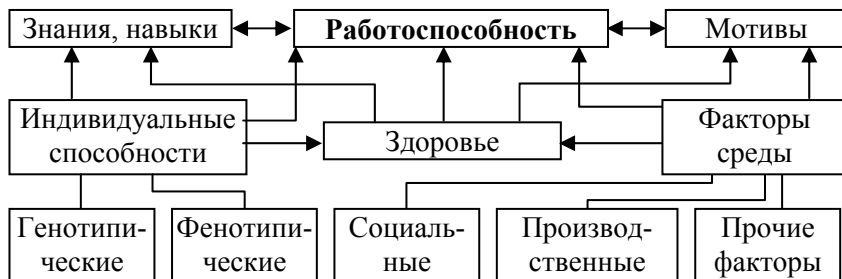 Знания, навыки
Работоспособность
Мотивы
Индивидуальные
способности
Здоровье
Факторы
среды
Генотипи-
ческие
Фенотипи-
ческие
Социаль-
ные
Производ-
ственные
Прочие
факторы